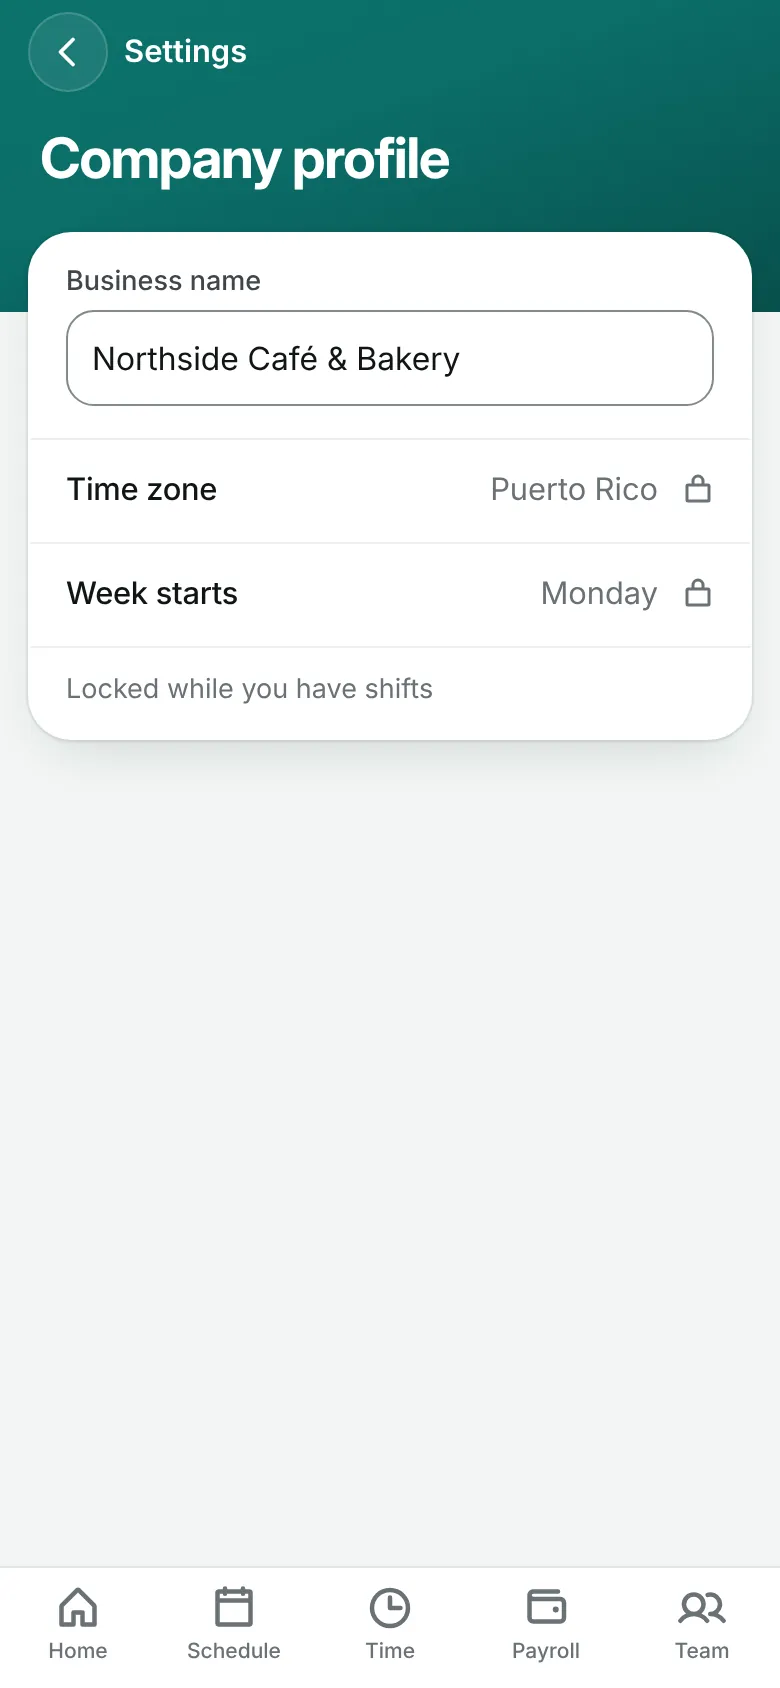 Settings
Company profile
Business name
Northside Café & Bakery
Time zone Puerto Rico
Week starts Monday
Locked while you have shifts
Home Schedule Time Payroll Team